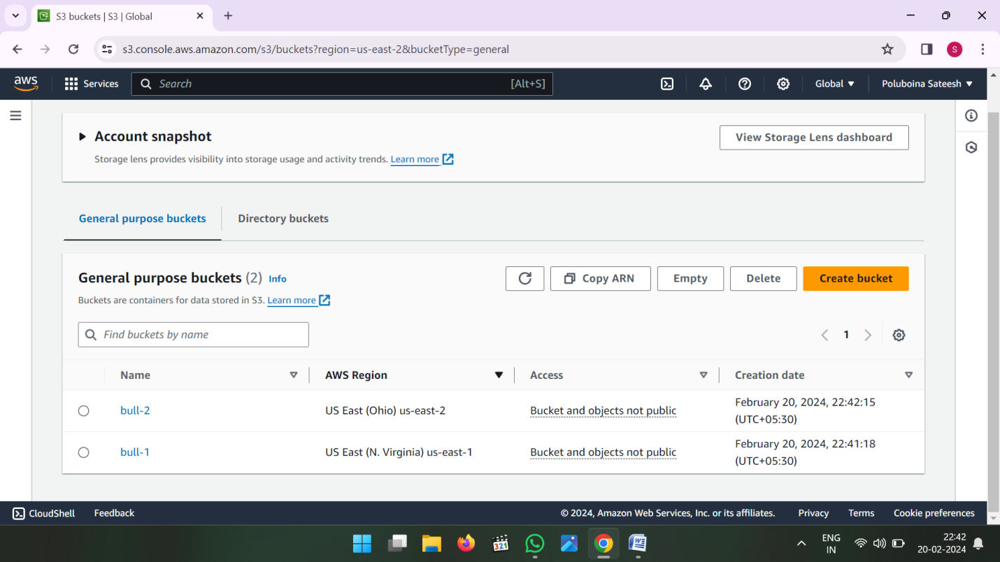 S3 buckets | S3 | Global
s3.console.aws.amazon.com/s3/buckets?region=us-east-2&bucketType=general
S
aws
Services
Search
[Alt+S]
Global
Poluboina Sateesh
Account snapshot
View Storage Lens dashboard
Storage lens provides visibility into storage usage and activity trends. Learn more
General purpose buckets
Directory buckets
General purpose buckets (2) Info
Copy ARN
Empty
Delete
Create bucket
Buckets are containers for data stored in S3. Learn more
Find buckets by name
1
Name
AWS Region
Access
Creation date
bull-2
US East (Ohio) us-east-2
Bucket and objects not public
February 20, 2024, 22:42:15
(UTC+05:30)
bull-1
US East (N. Virginia) us-east-1
Bucket and objects not public
February 20, 2024, 22:41:18
(UTC+05:30)
CloudShell
Feedback
© 2024, Amazon Web Services, Inc. or its affiliates.
Privacy
Terms
Cookie preferences
321
W
ENG
IN
22:42
20-02-2024